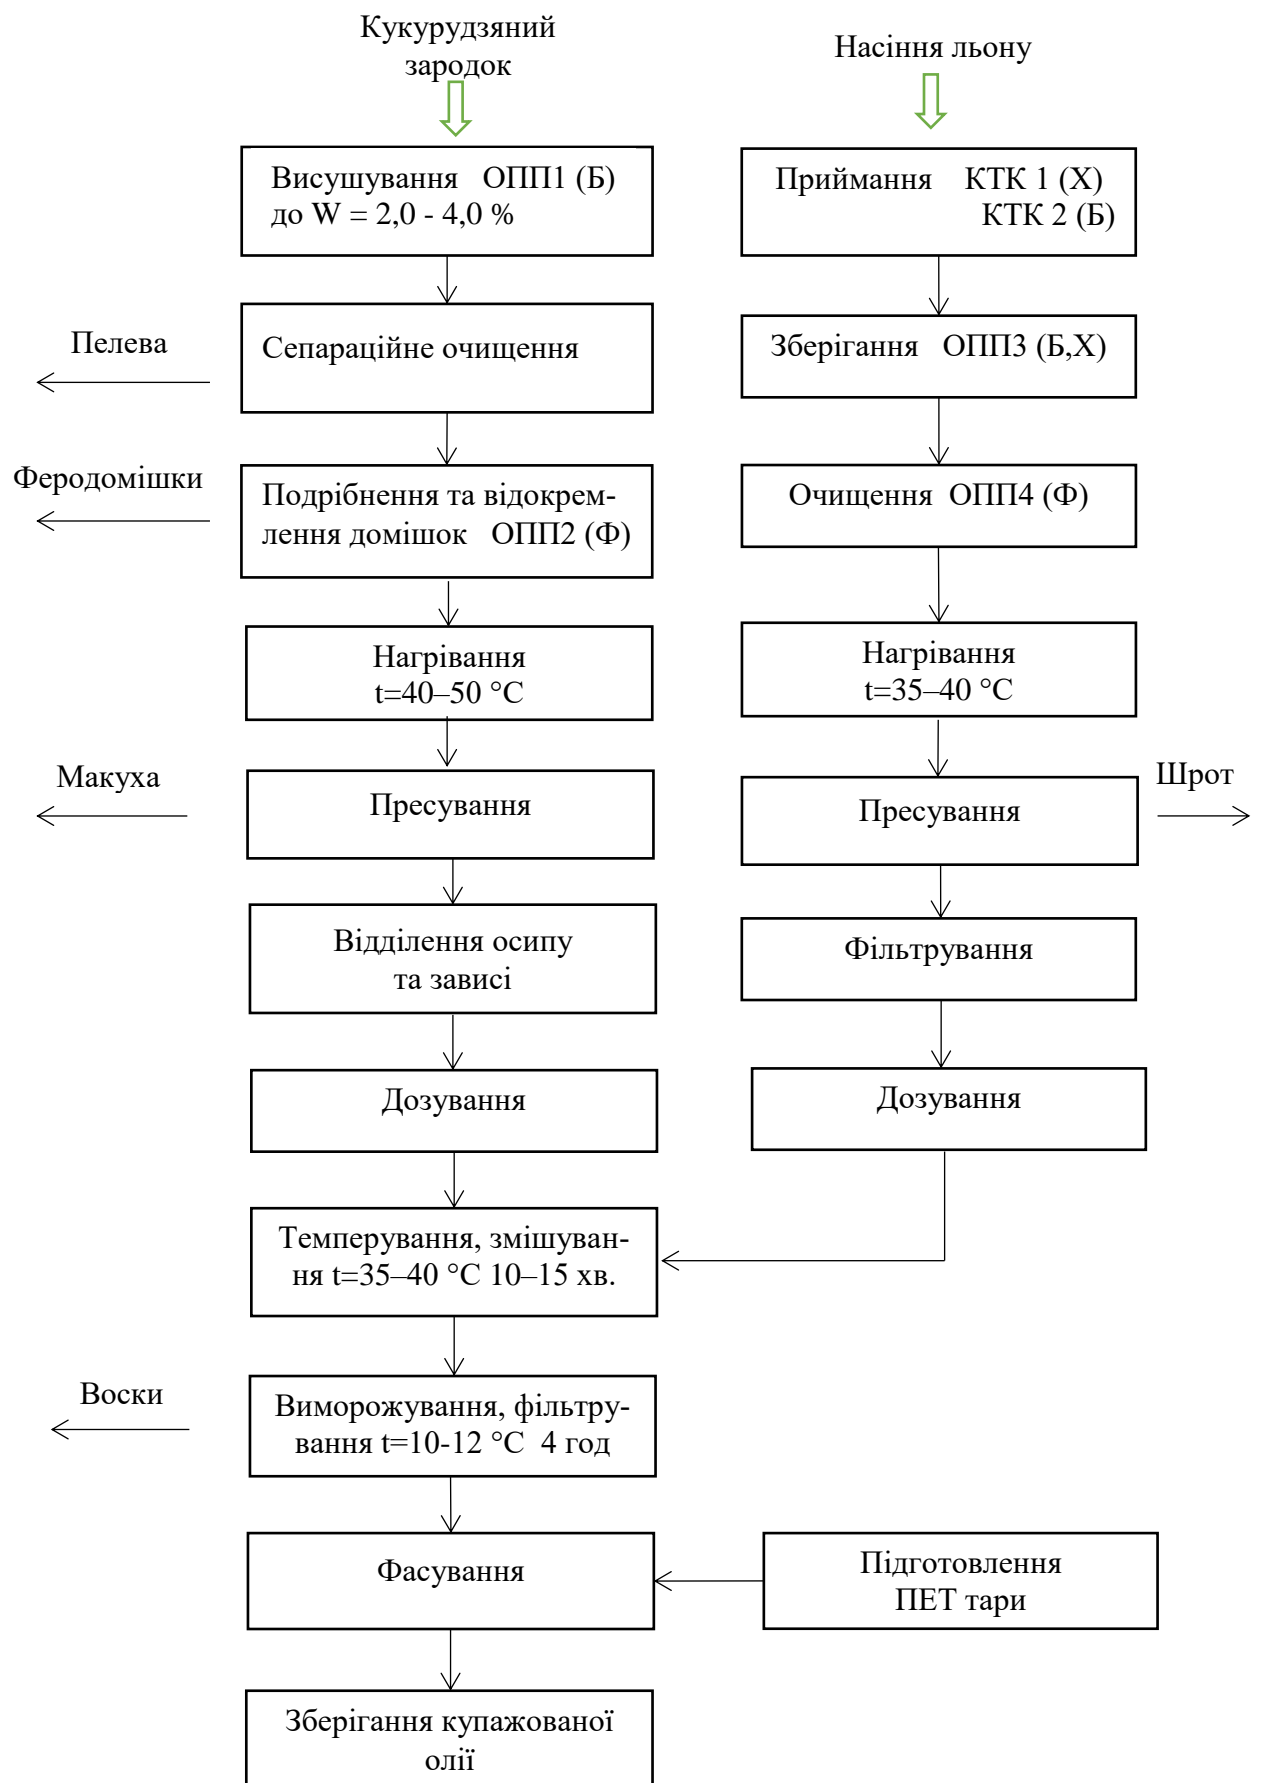 Кукурудзяний
зародок
Насіння льону
Висушування ОПП1 (Б)
до W = 2,0 - 4,0 %
Приймання КТК 1 (Х)
КТК 2 (Б)
Пелева
Сепараційне очищення
Зберігання ОПП3 (Б,Х)
Феродомішки
Подрібнення та відокрем-
лення домішок ОПП2 (Ф)
Очищення ОПП4 (Ф)
Нагрівання
t=40–50 °С
Нагрівання
t=35–40 °С
Макуха
Пресування
Пресування
Шрот
Відділення осипу
та зависі
Фільтрування
Дозування
Дозування
Темперування, змішуван-
ня t=35–40 °С 10–15 хв.
Воски
Виморожування, фільтру-
вання t=10-12 °С 4 год
Фасування
Підготовлення
ПЕТ тари
Зберігання купажованої
олії